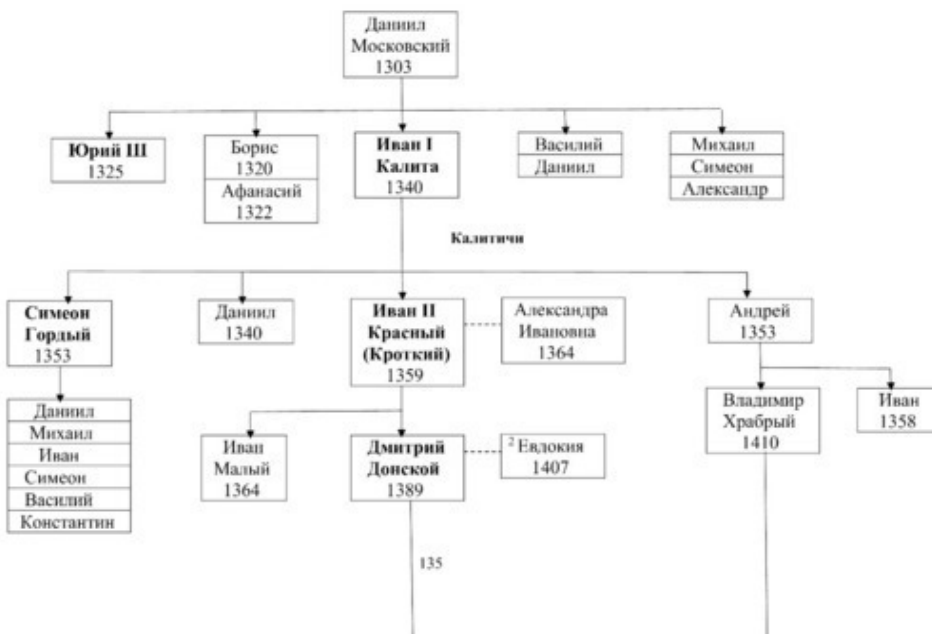 Даниил
Московский
1303
Юрий III
1325
Борис
1320
Афанасий
1322
Иван I
Калита
1340
Василий
Даниил
Михаил
Симеон
Александр
Калитичи
Симеон
Гордый
1353
Даниил
1340
Иван II
Красный
(Кроткий)
1359
Александра
Ивановна
1364
Андрей
1353
Даниил
Михаил
Иван
Симеон
Василий
Константин
Иван
Малый
1364
Дмитрий
Донской
1389
2 Евдокия
1407
Владимир
Храбрый
1410
Иван
1358
135